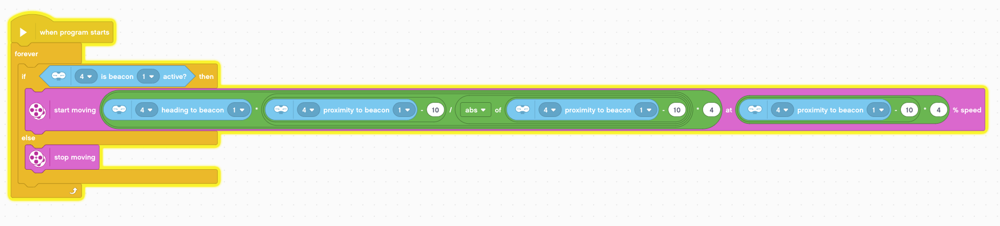 when program starts
forever
if 4 is beacon 1 active? then
start moving 4 heading to beacon 1 * 4 proximity to beacon 1 - 10 / abs of 4 proximity to beacon 1 - 10 * 4 at 4 proximity to beacon 1 - 10 * 4 % speed
else
stop moving